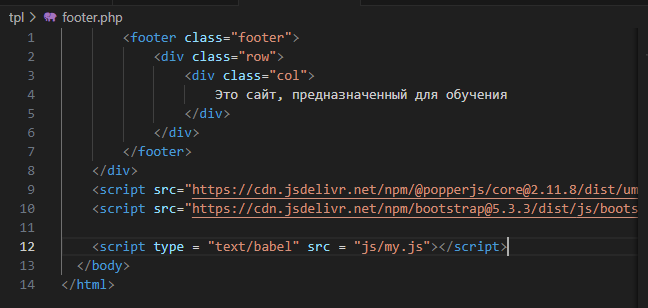 tpl > footer.php
1 <footer class="footer">
2 <div class="row">
3 <div class="col">
4 Это сайт, предназначенный для обучения
5 </div>
6 </div>
7 </footer>
8 </div>
9 <script src="https://cdn.jsdelivr.net/npm/@popperjs/core@2.11.8/dist/um
10 <script src="https://cdn.jsdelivr.net/npm/bootstrap@5.3.3/dist/js/boots
11
12 <script type = "text/babel" src = "js/my.js"></script>
13 </body>
14 </html>